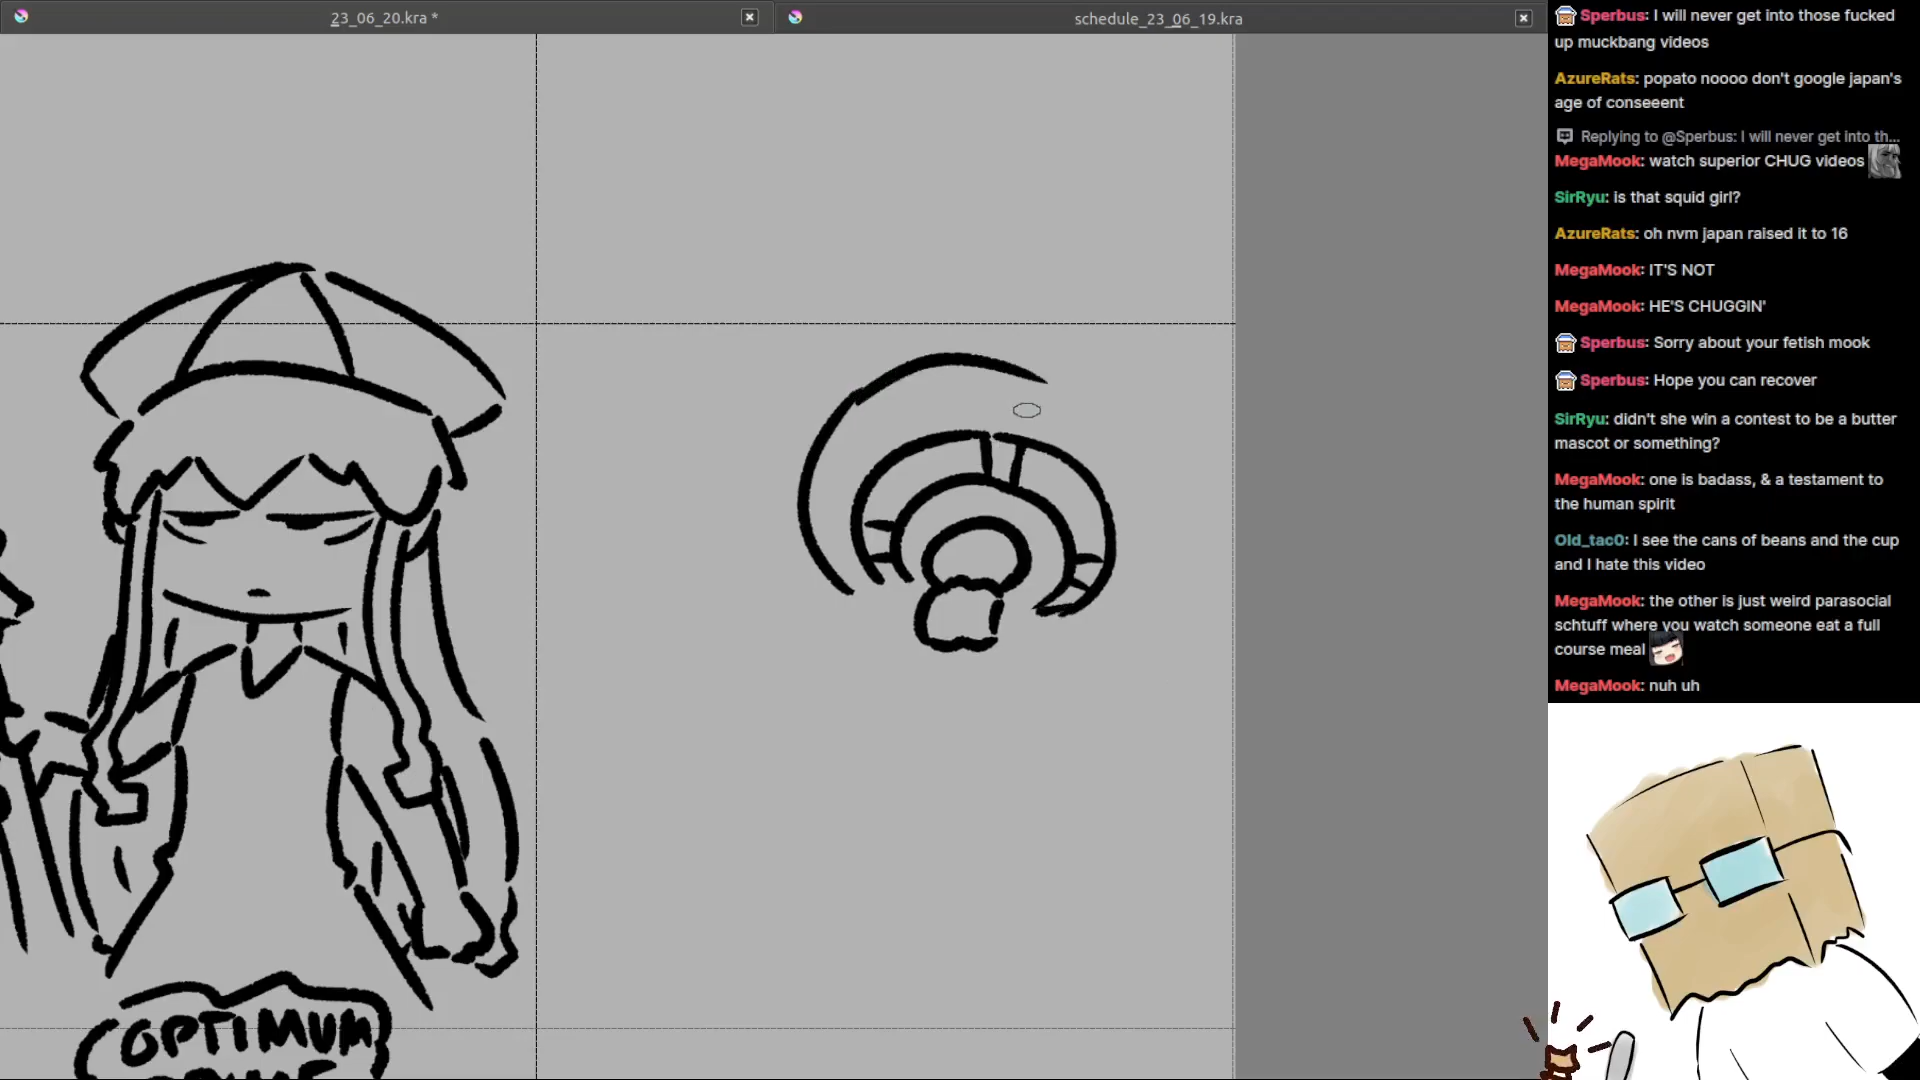 23_06_20.kra *
schedule_23_06_19.kra
Sperbus: I will never get into those fucked
up muckbang videos
AzureRats: popato noooo don't google japan's
age of conseeent
Replying to @Sperbus: I will never get into th...
MegaMook: watch superior CHUG videos
SirRyu: is that squid girl?
AzureRats: oh nvm japan raised it to 16
MegaMook: IT'S NOT
MegaMook: HE'S CHUGGIN'
Sperbus: Sorry about your fetish mook
Sperbus: Hope you can recover
SirRyu: didn't she win a contest to be a butter
mascot or something?
MegaMook: one is badass, & a testament to
the human spirit
Old_tac0: I see the cans of beans and the cup
and I hate this video
MegaMook: the other is just weird parasocial
schtuff where you watch someone eat a full
course meal
MegaMook: nuh uh
OPTIMUM